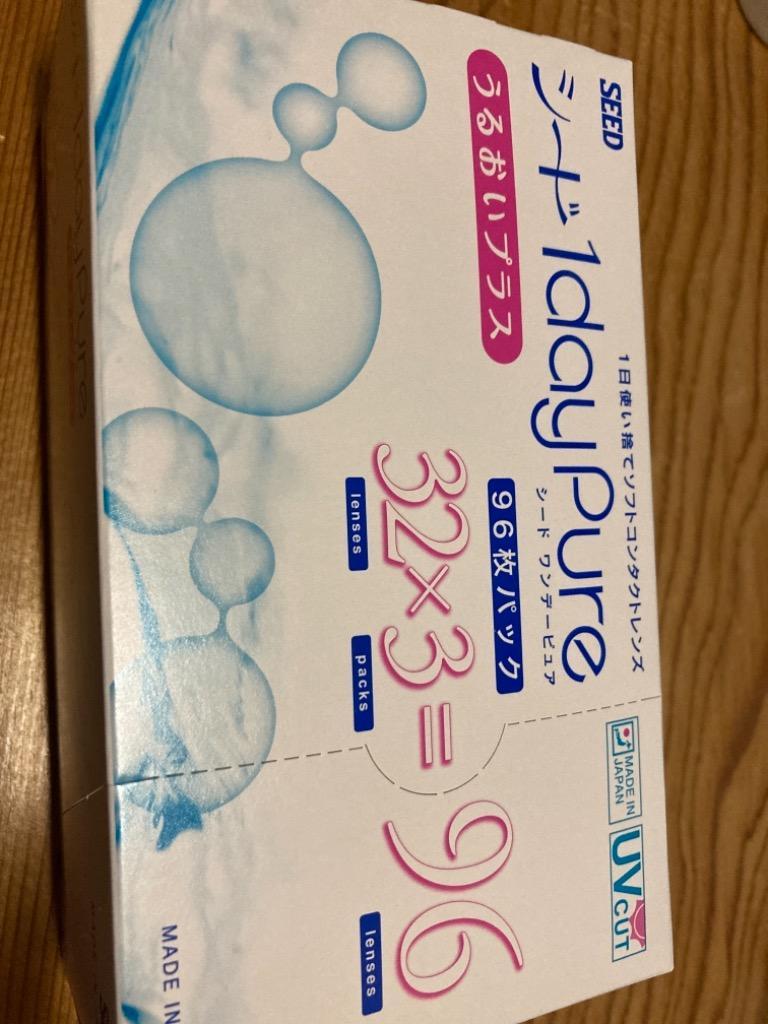 SEED
1日使い捨てソフトコンタクトレンズ
シード 1dayPure
シード ワンデーピュア
うるおいプラス
96枚パック
32×3=96
lenses
packs
lenses
MADE IN JAPAN
UV CUT
MADE IN